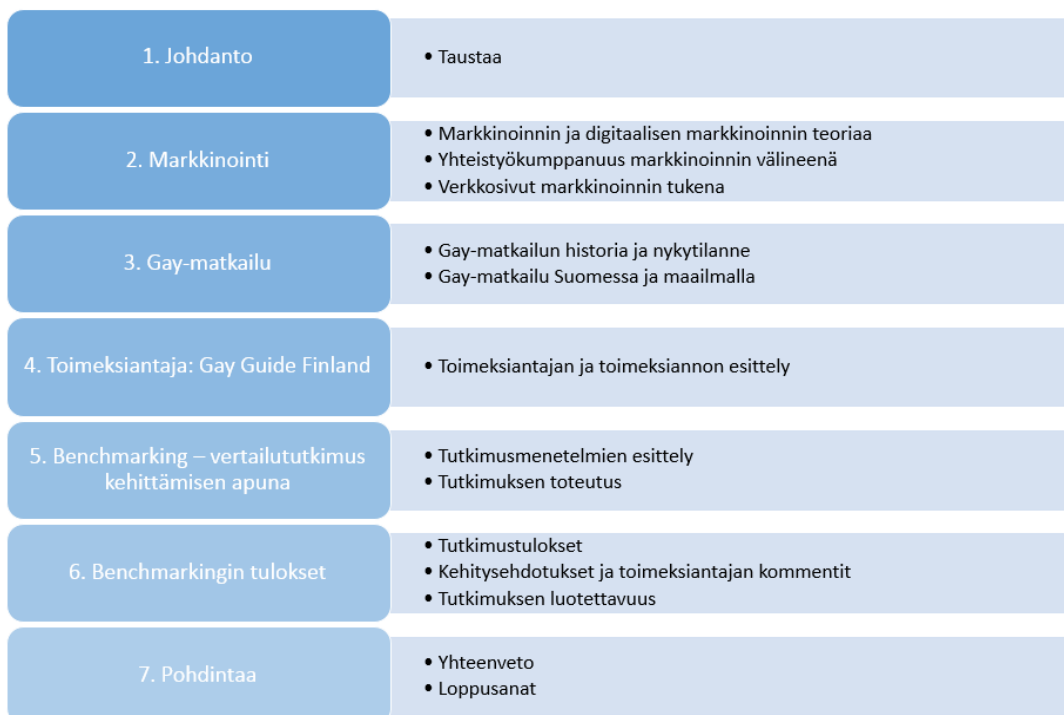 1. Johdanto
• Taustaa
2. Markkinointi
• Markkinoinnin ja digitaalisen markkinoinnin teoriaa
• Yhteistyökumppanuus markkinoinnin välineenä
• Verkkosivut markkinoinnin tukena
3. Gay-matkailu
• Gay-matkailun historia ja nykytilanne
• Gay-matkailu Suomessa ja maailmalla
4. Toimeksiantaja: Gay Guide Finland
• Toimeksiantajan ja toimeksiannon esittely
5. Benchmarking – vertailututkimus
kehittämisen apuna
• Tutkimusmenetelmien esittely
• Tutkimuksen toteutus
6. Benchmarkingin tulokset
• Tutkimustulokset
• Kehitysehdotukset ja toimeksiantajan kommentit
• Tutkimuksen luotettavuus
7. Pohdintaa
• Yhteenveto
• Loppusanat